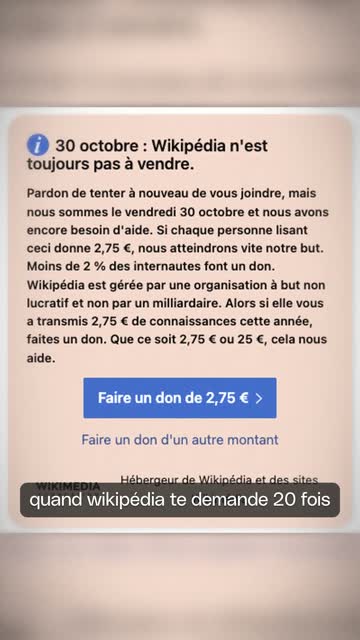 30 octobre : Wikipédia n'est
toujours pas à vendre.
Pardon de tenter à nouveau de vous joindre, mais
nous sommes le vendredi 30 octobre et nous avons
encore besoin d'aide. Si chaque personne lisant
ceci donne 2,75 €, nous atteindrons vite notre but.
Moins de 2 % des internautes font un don.
Wikipédia est gérée par une organisation à but non
lucratif et non par un milliardaire. Alors si elle vous
a transmis 2,75 € de connaissances cette année,
faites un don. Que ce soit 2,75 € ou 25 €, cela nous
aide.
Faire un don de 2,75 €
Faire un don d'un autre montant
Hébergeur de Wikipédia et des sites
WIKIMEDIA
quand wikipédia te demande 20 fois